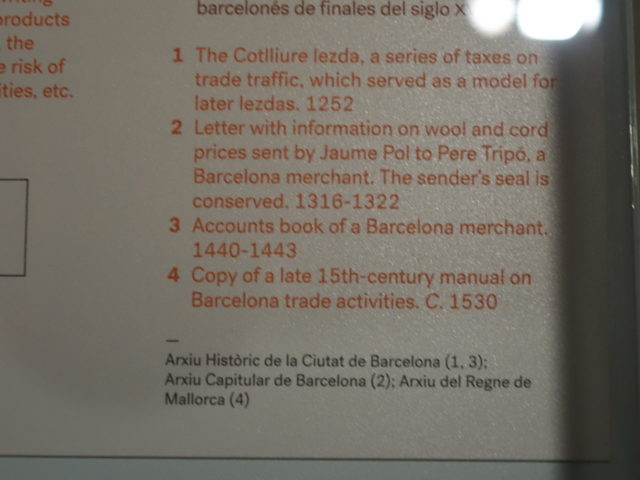 products
the
risk of
ities, etc.
barcelonés de finales del siglo X
1 The Cotlliure lezda, a series of taxes on
trade traffic, which served as a model for
later lezdas. 1252
2 Letter with information on wool and cord
prices sent by Jaume Pol to Pere Tripó, a
Barcelona merchant. The sender's seal is
conserved. 1316-1322
3 Accounts book of a Barcelona merchant.
1440-1443
4 Copy of a late 15th-century manual on
Barcelona trade activities. C. 1530
—
Arxiu Històric de la Ciutat de Barcelona (1, 3);
Arxiu Capitular de Barcelona (2); Arxiu del Regne de
Mallorca (4)